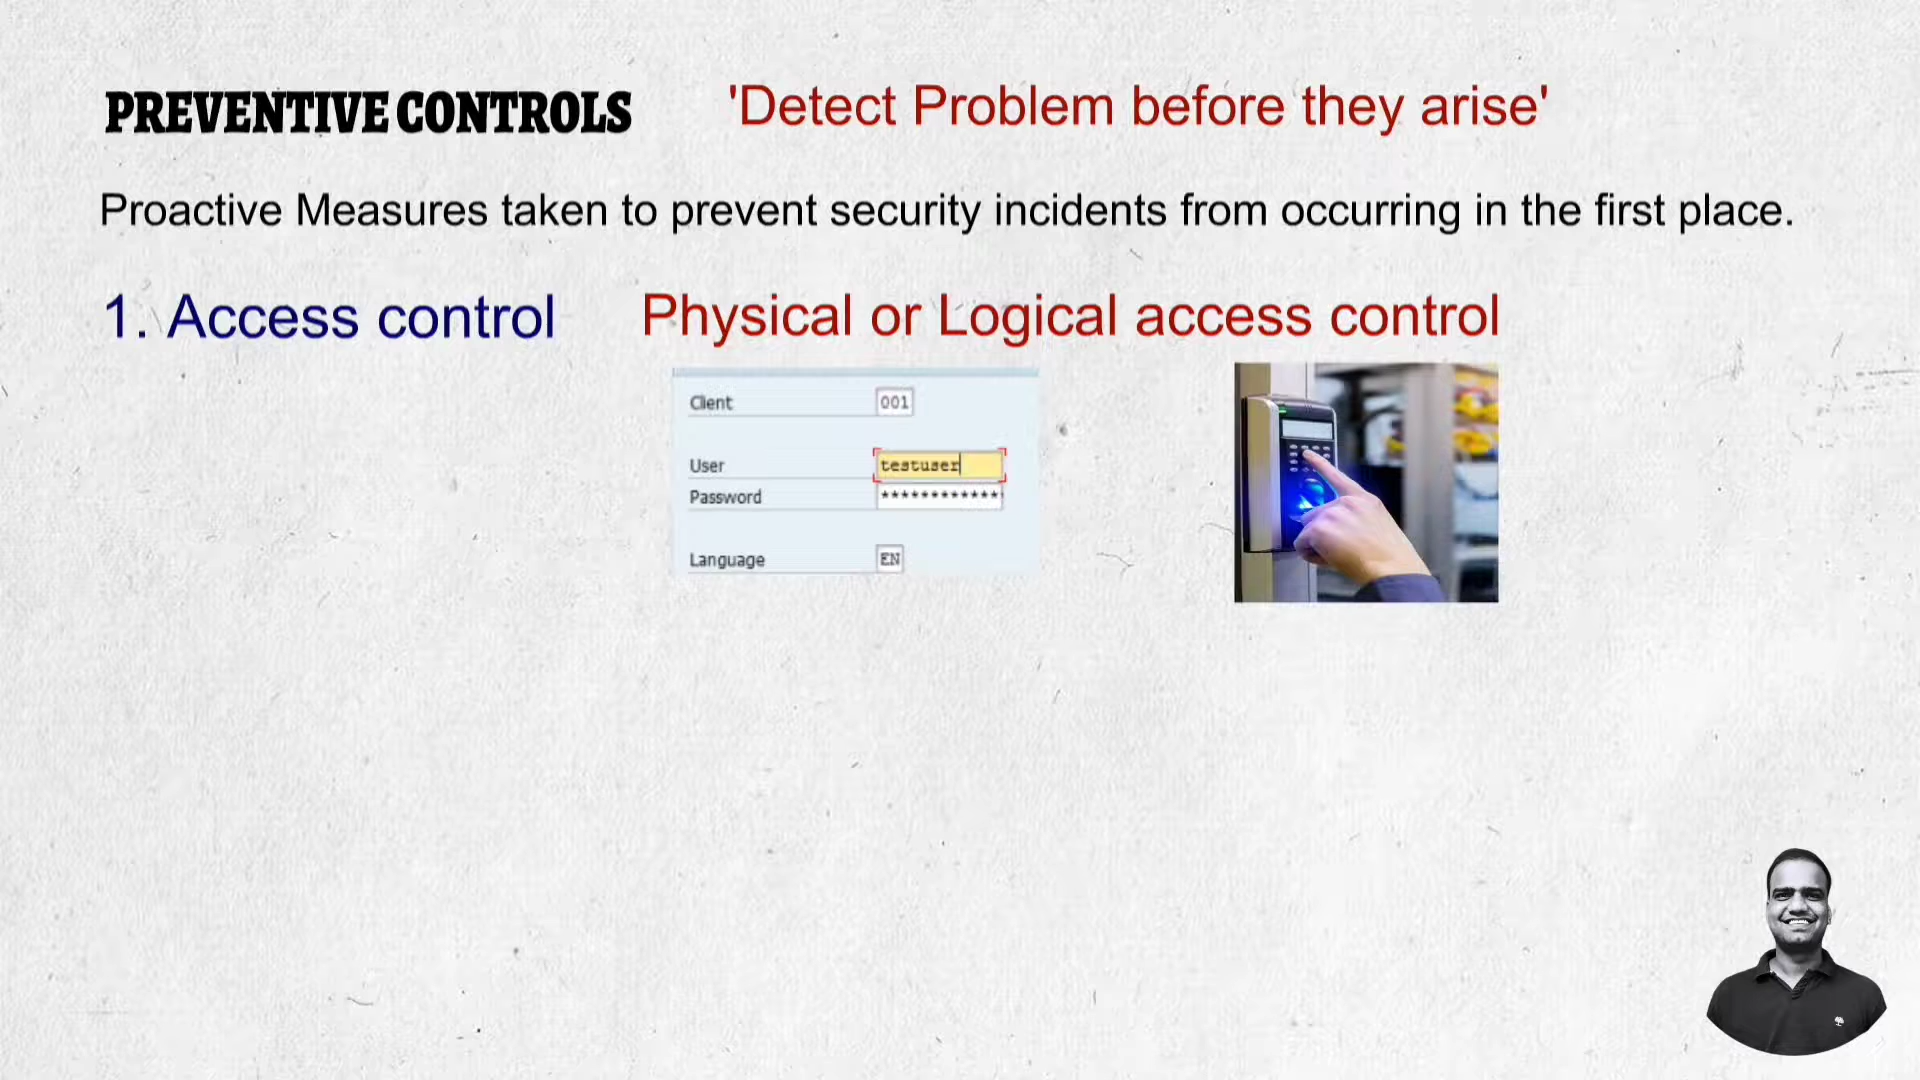 PREVENTIVE CONTROLS
'Detect Problem before they arise'
Proactive Measures taken to prevent security incidents from occurring in the first place.
1. Access control
Physical or Logical access control
Client 001
User testuser
Password ************
Language EN